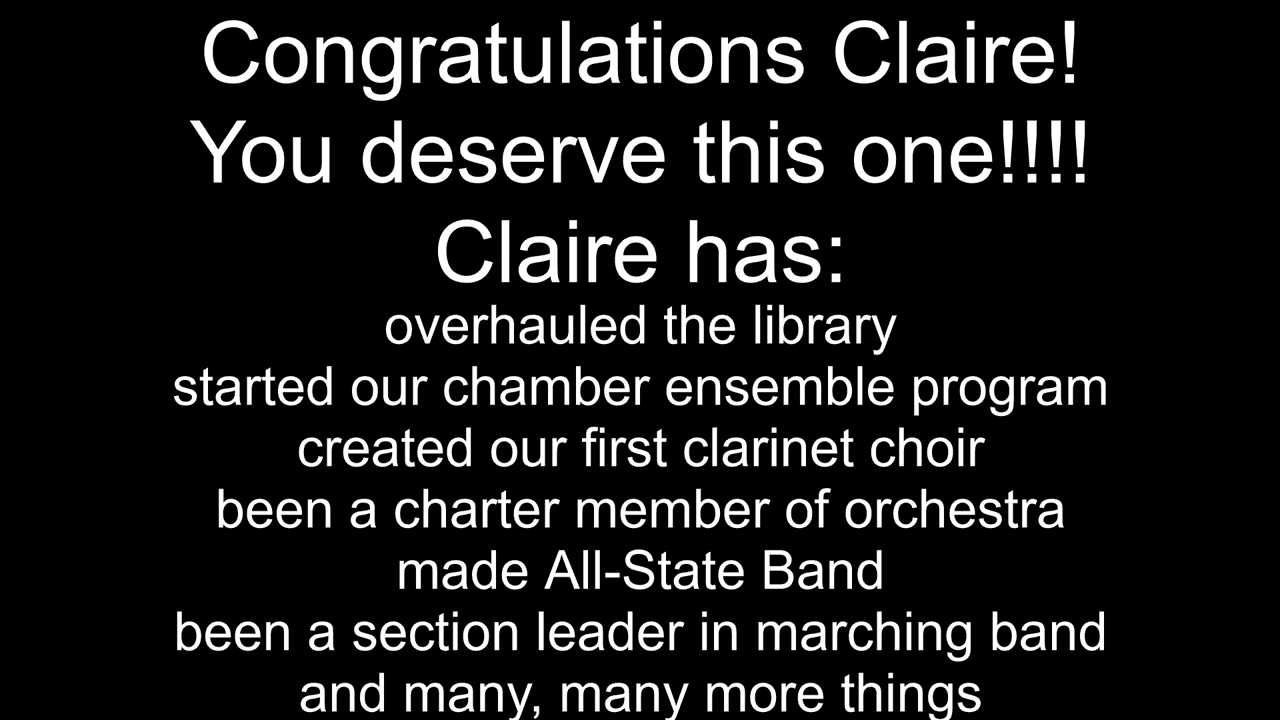 Congratulations Claire!
You deserve this one!!!!
Claire has:
overhauled the library
started our chamber ensemble program
created our first clarinet choir
been a charter member of orchestra
made All-State Band
been a section leader in marching band
and many, many more things